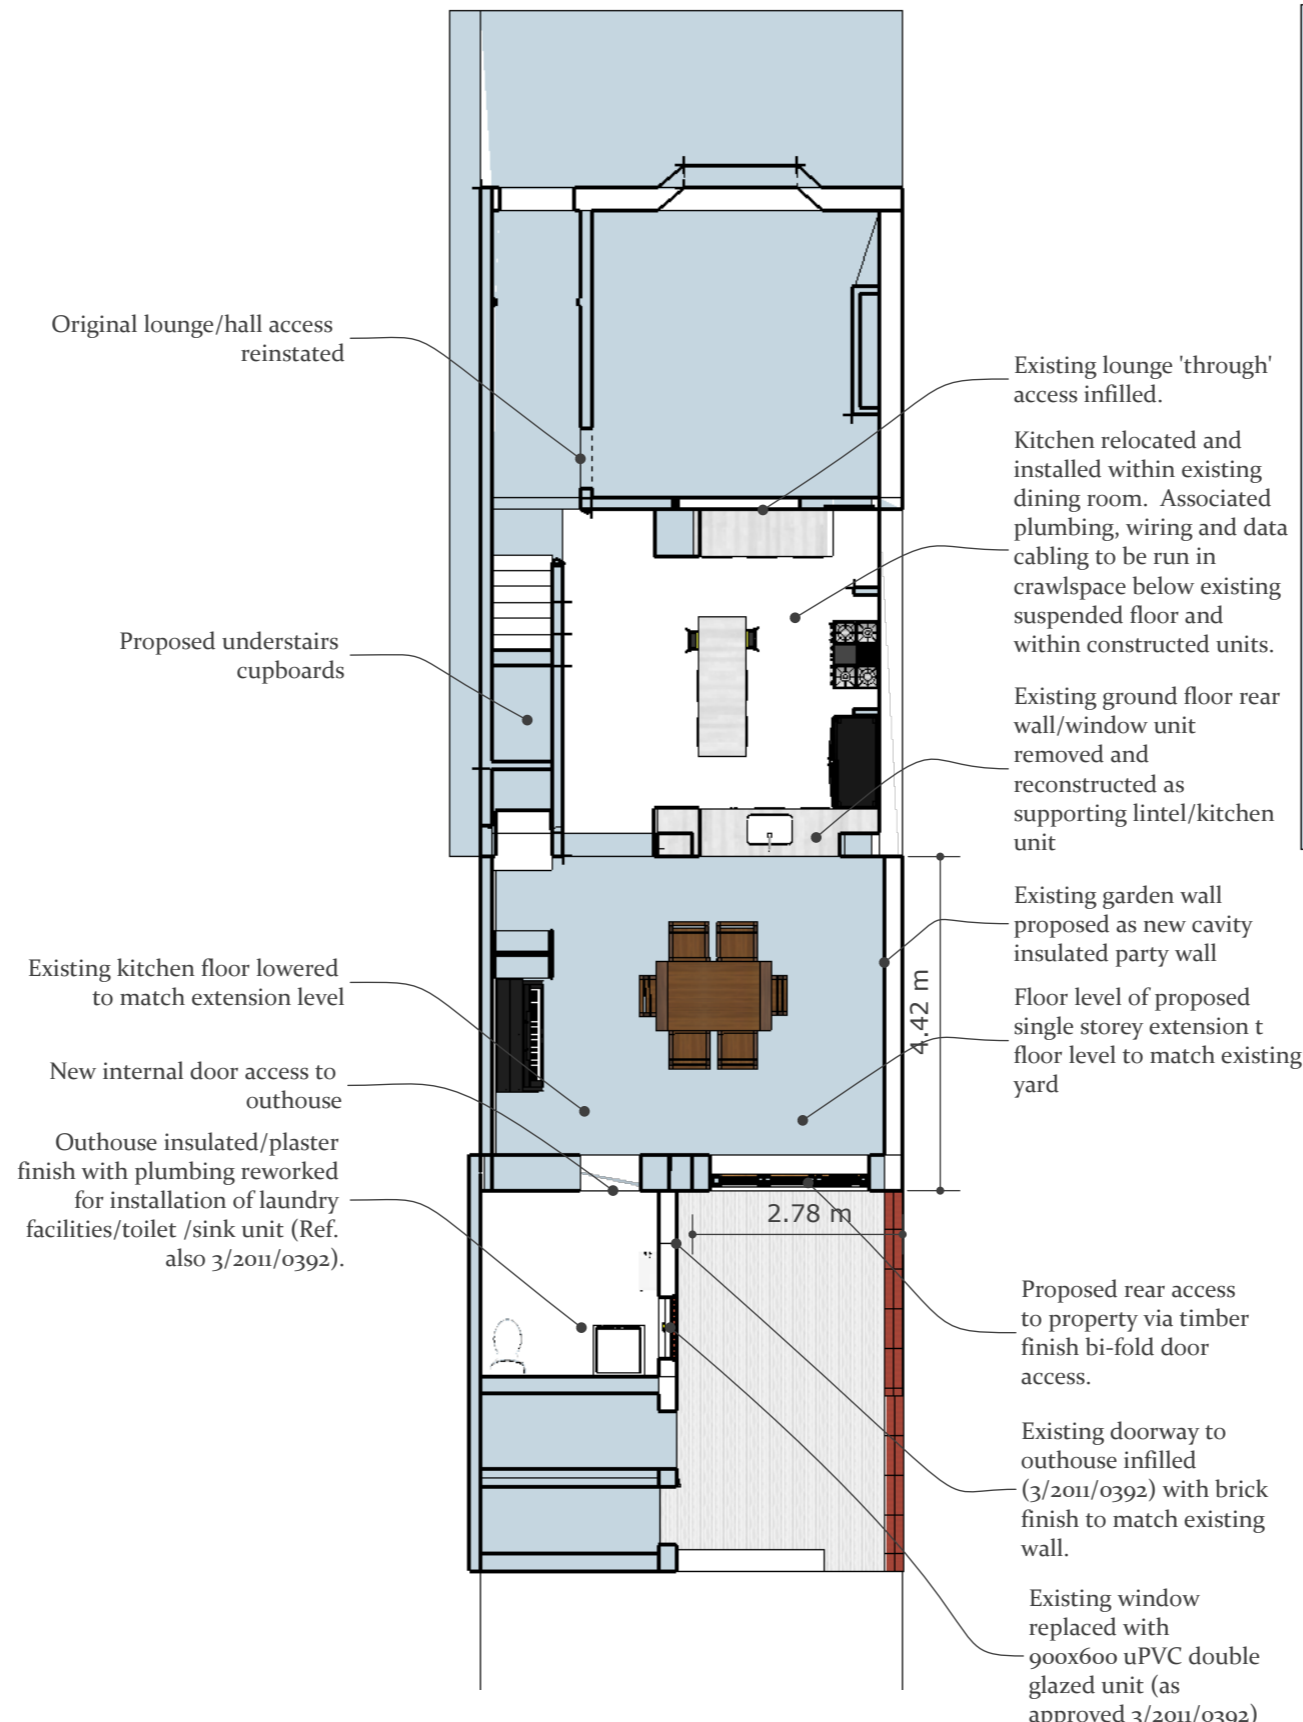 Original lounge/hall access
reinstated
Proposed understairs
cupboards
Existing kitchen floor lowered
to match extension level
New internal door access to
outhouse
Outhouse insulated/plaster
finish with plumbing reworked
for installation of laundry
facilities/toilet /sink unit (Ref.
also 3/2011/0392).
Existing lounge 'through'
access infilled.
Kitchen relocated and
installed within existing
dining room. Associated
plumbing, wiring and data
cabling to be run in
crawlspace below existing
suspended floor and
within constructed units.
Existing ground floor rear
wall/window unit
removed and
reconstructed as
supporting lintel/kitchen
unit
Existing garden wall
proposed as new cavity
insulated party wall
4.42 m
Floor level of proposed
single storey extension t
floor level to match existing
yard
2.78 m
Proposed rear access
to property via timber
finish bi-fold door
access.
Existing doorway to
outhouse infilled
(3/2011/0392) with brick
finish to match existing
wall.
Existing window
replaced with
900x600 uPVC double
glazed unit (as
approved 3/2011/0392)